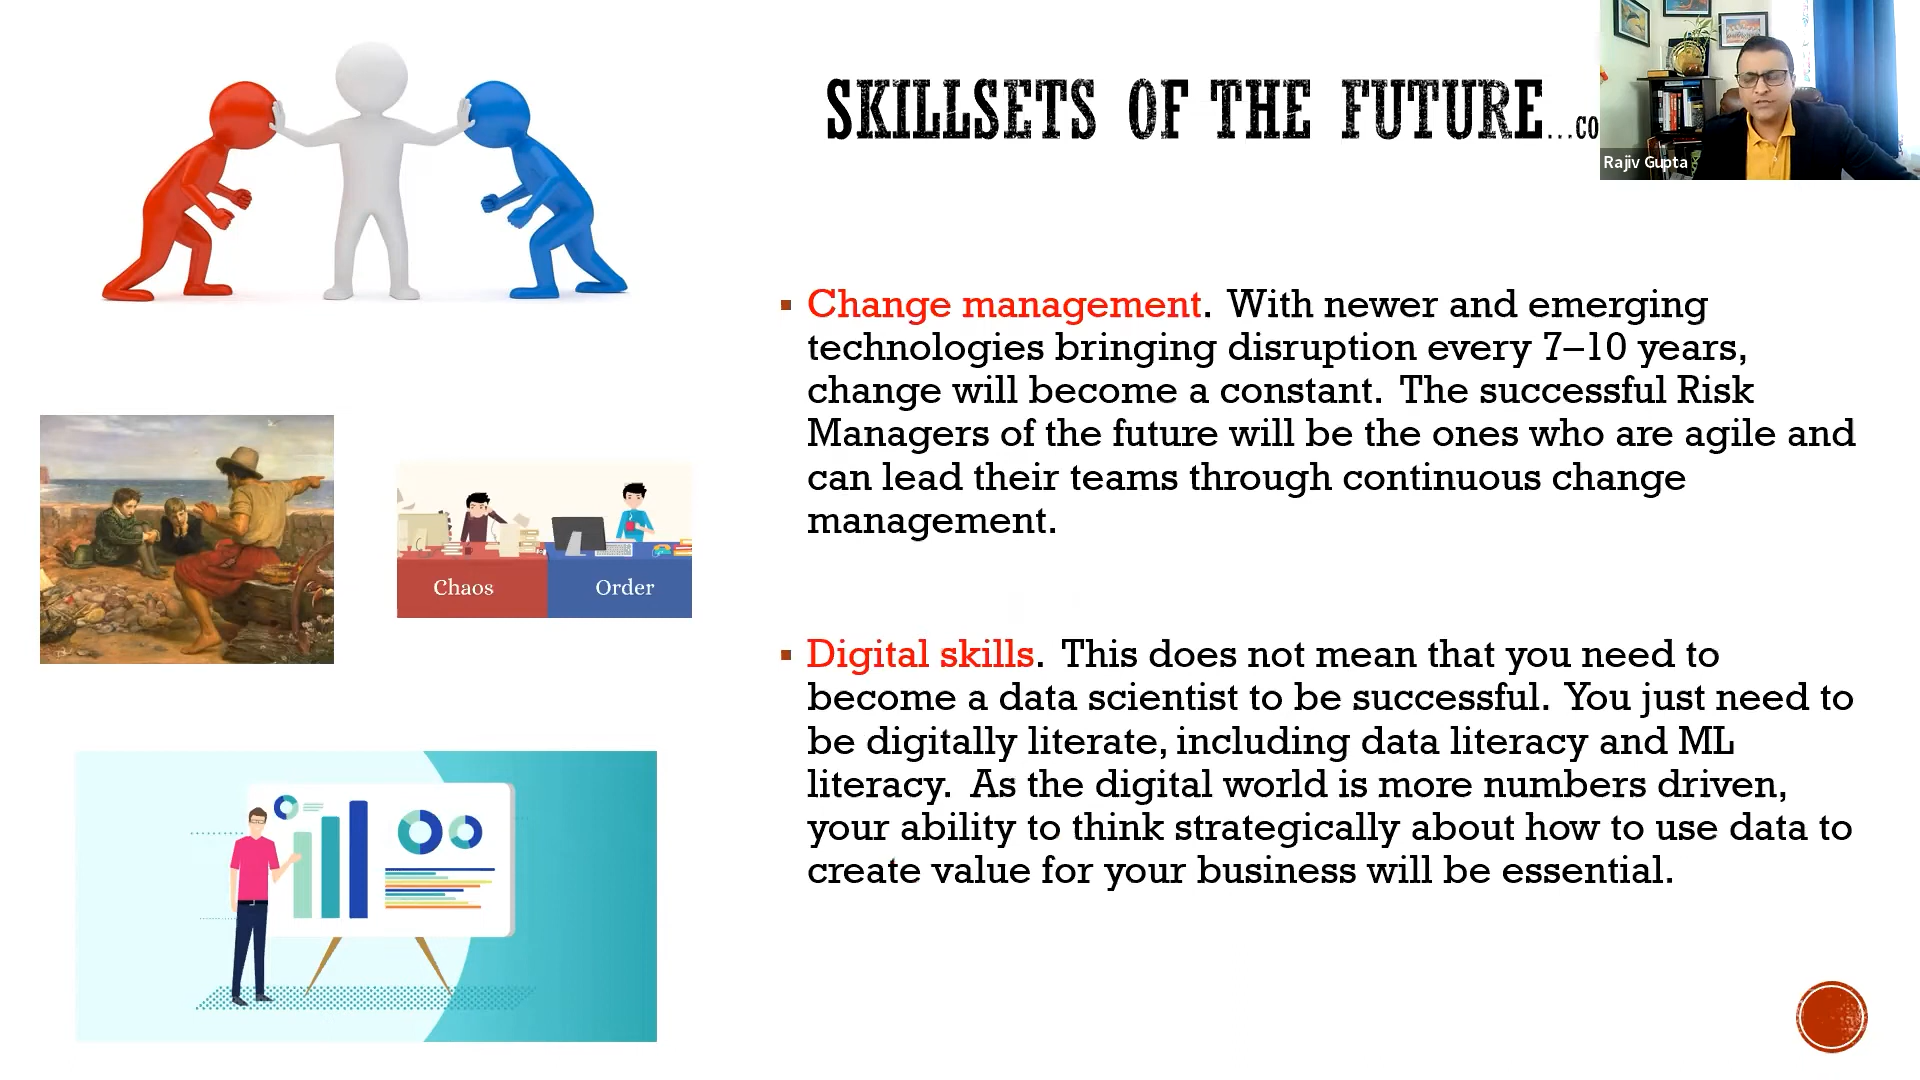 SKILLSETS OF THE FUTURE...CO
Rajiv Gupta
▪ Change management. With newer and emerging
technologies bringing disruption every 7–10 years,
change will become a constant. The successful Risk
Managers of the future will be the ones who are agile and
can lead their teams through continuous change
management.
Chaos
Order
▪ Digital skills. This does not mean that you need to
become a data scientist to be successful. You just need to
be digitally literate, including data literacy and ML
literacy. As the digital world is more numbers driven,
your ability to think strategically about how to use data to
create value for your business will be essential.